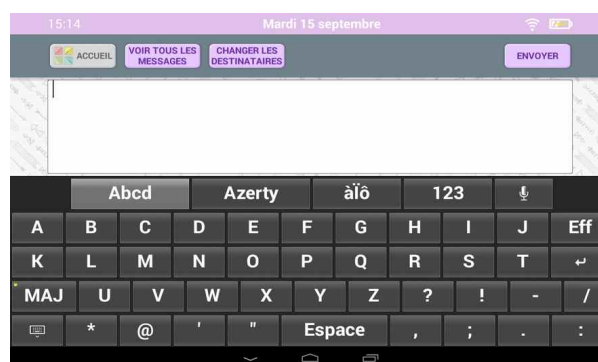 15:14 Mardi 15 septembre
ACCUEIL
VOIR TOUS LES
MESSAGES
CHANGER LES
DESTINATAIRES
ENVOYER
Abcd Azerty àÏô 123
A B C D E F G H I J Eff
K L M N O P Q R S T ↵
MAJ U V W X Y Z ? ! - /
* @ ' " Espace , ; . :